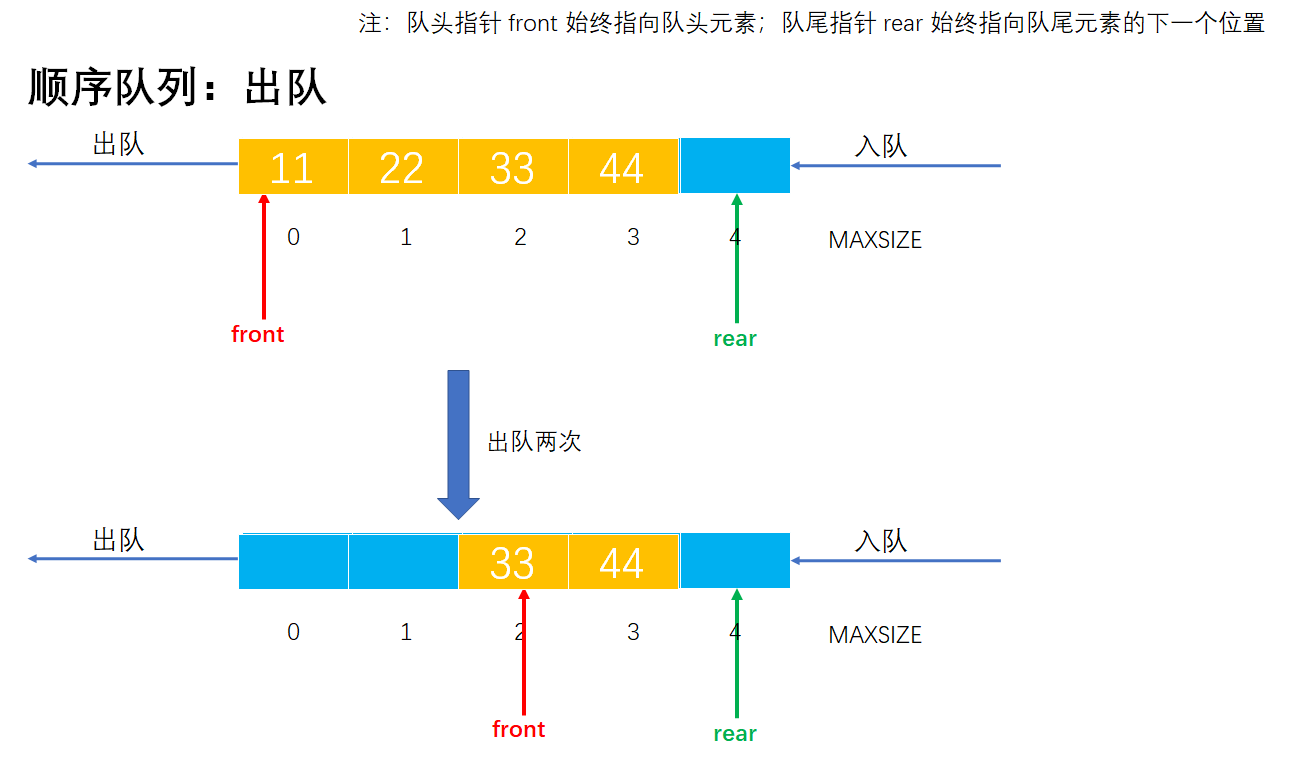 注：队头指针 front 始终指向队头元素；队尾指针 rear 始终指向队尾元素的下一个位置
顺序队列：出队
出队 入队
11 22 33 44
0 1 2 3 4 MAXSIZE
front rear
出队两次
出队 入队
33 44
0 1 2 3 4 MAXSIZE
front rear